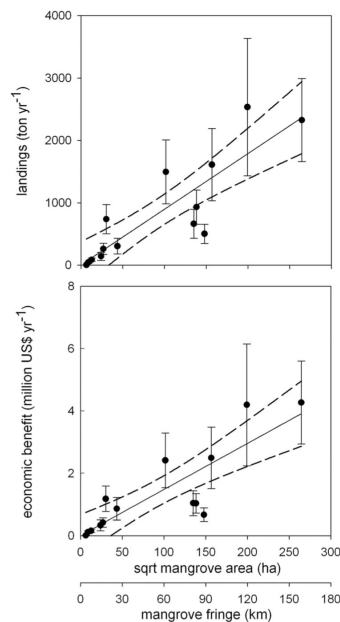 4000
3000
2000
1000
0
landings (ton yr-1)
8
6
4
2
0
economic benefit (million US$ yr-1)
0 50 100 150 200 250 300
sqrt mangrove area (ha)
0 30 60 90 120 150 180
mangrove fringe (km)